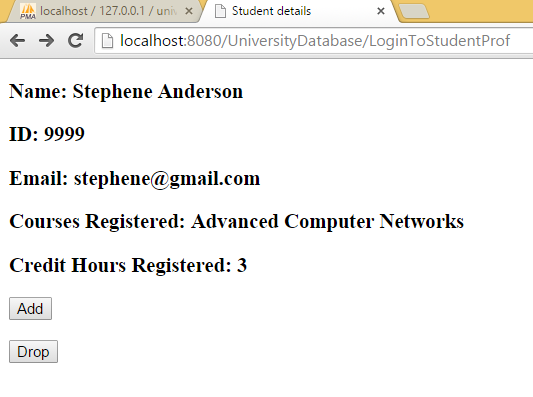 PMA localhost / 127.0.0.1 / univ
Student details
localhost:8080/UniversityDatabase/LoginToStudentProf
Name: Stephene Anderson
ID: 9999
Email: stephene@gmail.com
Courses Registered: Advanced Computer Networks
Credit Hours Registered: 3
Add
Drop